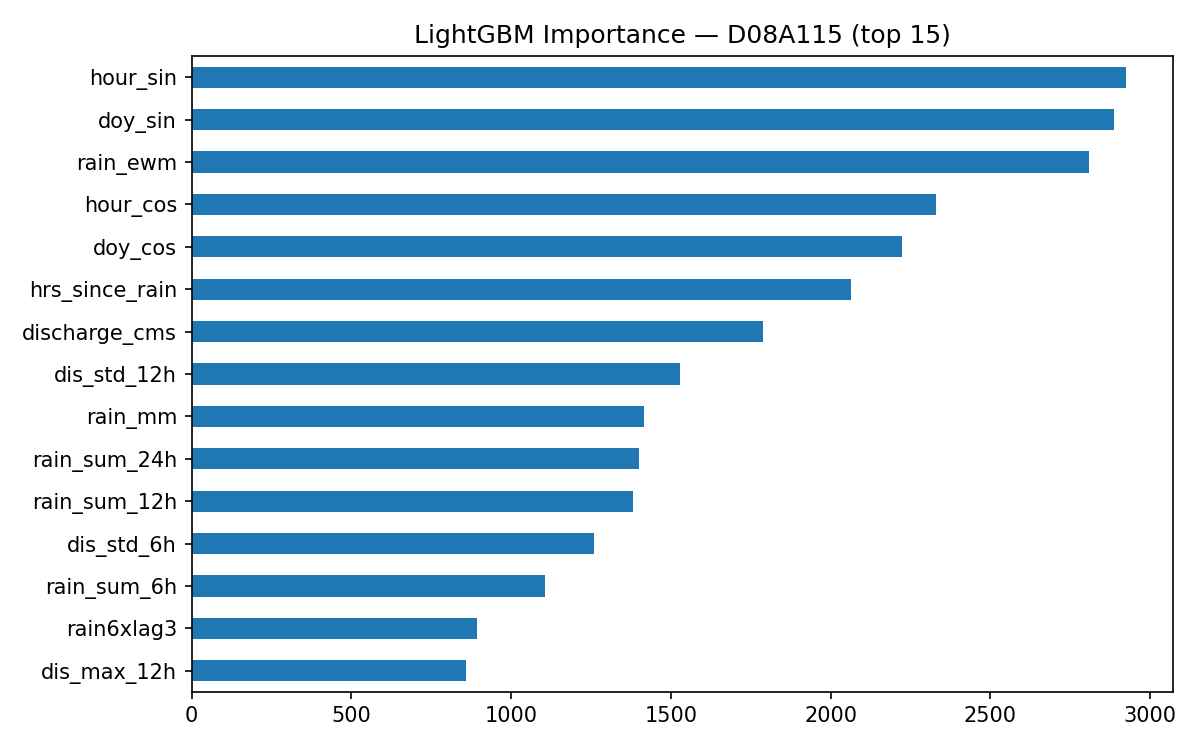 LightGBM Importance — D08A115 (top 15)
hour_sin
doy_sin
rain_ewm
hour_cos
doy_cos
hrs_since_rain
discharge_cms
dis_std_12h
rain_mm
rain_sum_24h
rain_sum_12h
dis_std_6h
rain_sum_6h
rain6xlag3
dis_max_12h
0 500 1000 1500 2000 2500 3000